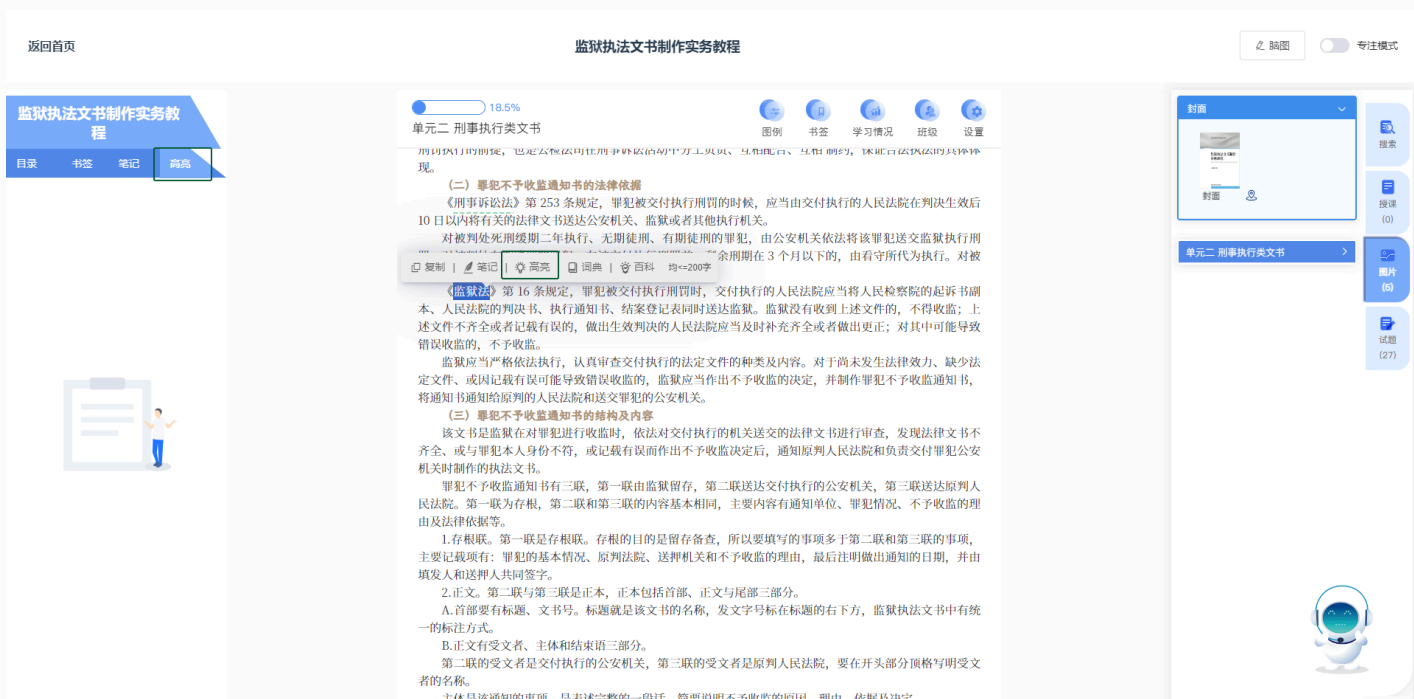 返回首页
监狱执法文书制作实务教程
脑图
专注模式
监狱执法文书制作实务教
程
目录 书签 笔记 高亮
18.5%
单元二 刑事执行类文书
图例 书签 学习情况 班级 设置
现。
（二）罪犯不予收监通知书的法律依据
《刑事诉讼法》第 253 条规定，罪犯被交付执行刑罚的时候，应当由交付执行的人民法院在判决生效后
10 日以内将有关的法律文书送达公安机关、监狱或者其他执行机关。
对被判处死刑缓期二年执行、无期徒刑、有期徒刑的罪犯，由公安机关依法将该罪犯送交监狱执行刑
余刑期在 3 个月以下的，由看守所代为执行。对被
复制 | 笔记 | 高亮 | 词典 | 百科 均<=200字
《监狱法》第 16 条规定，罪犯被交付执行刑罚时，交付执行的人民法院应当将人民检察院的起诉书副
本、人民法院的判决书、执行通知书、结案登记表同时送达监狱。监狱没有收到上述文件的，不得收监；上
述文件不齐全或者记载有误的，做出生效判决的人民法院应当及时补充齐全或者做出更正；对其中可能导致
错误收监的，不予收监。
监狱应当严格依法执行，认真审查交付执行的法定文件的种类及内容。对于尚未发生法律效力、缺少法
定文件、或因记载有误可能导致错误收监的，监狱应当作出不予收监的决定，并制作罪犯不予收监通知书，
将通知书通知给原判的人民法院和送交罪犯的公安机关。
（三）罪犯不予收监通知书的结构及内容
该文书是监狱在对罪犯进行收监时，依法对交付执行的机关送交的法律文书进行审查，发现法律文书不
齐全、或与罪犯本人身份不符，或记载有误而作出不予收监决定后，通知原判人民法院和负责交付罪犯公安
机关时制作的执法文书。
罪犯不予收监通知书有三联，第一联由监狱留存，第二联送达交付执行的公安机关，第三联送达原判人
民法院。第一联为存根，第二联和第三联的内容基本相同，主要内容有通知单位、罪犯情况、不予收监的理
由及法律依据等。
1.存根联。第一联是存根联。存根的目的是留存备查，所以要填写的事项多于第二联和第三联的事项，
主要记载项有：罪犯的基本情况、原判法院、送押机关和不予收监的理由，最后注明做出通知的日期，并由
填发人和送押人共同签字。
2.正文。第二联与第三联是正本，正本包括首部、正文与尾部三部分。
A.首部要有标题、文书号。标题就是该文书的名称，发文字号标在标题的右下方，监狱执法文书中有统
一的标注方式。
B.正文有受文者、主体和结束语三部分。
第二联的受文者是交付执行的公安机关，第三联的受文者是原判人民法院，要在开头部分顶格写明受文
者的名称。
封面
封面
单元二 刑事执行类文书
搜索
授课
(0)
图片
(5)
试题
(27)